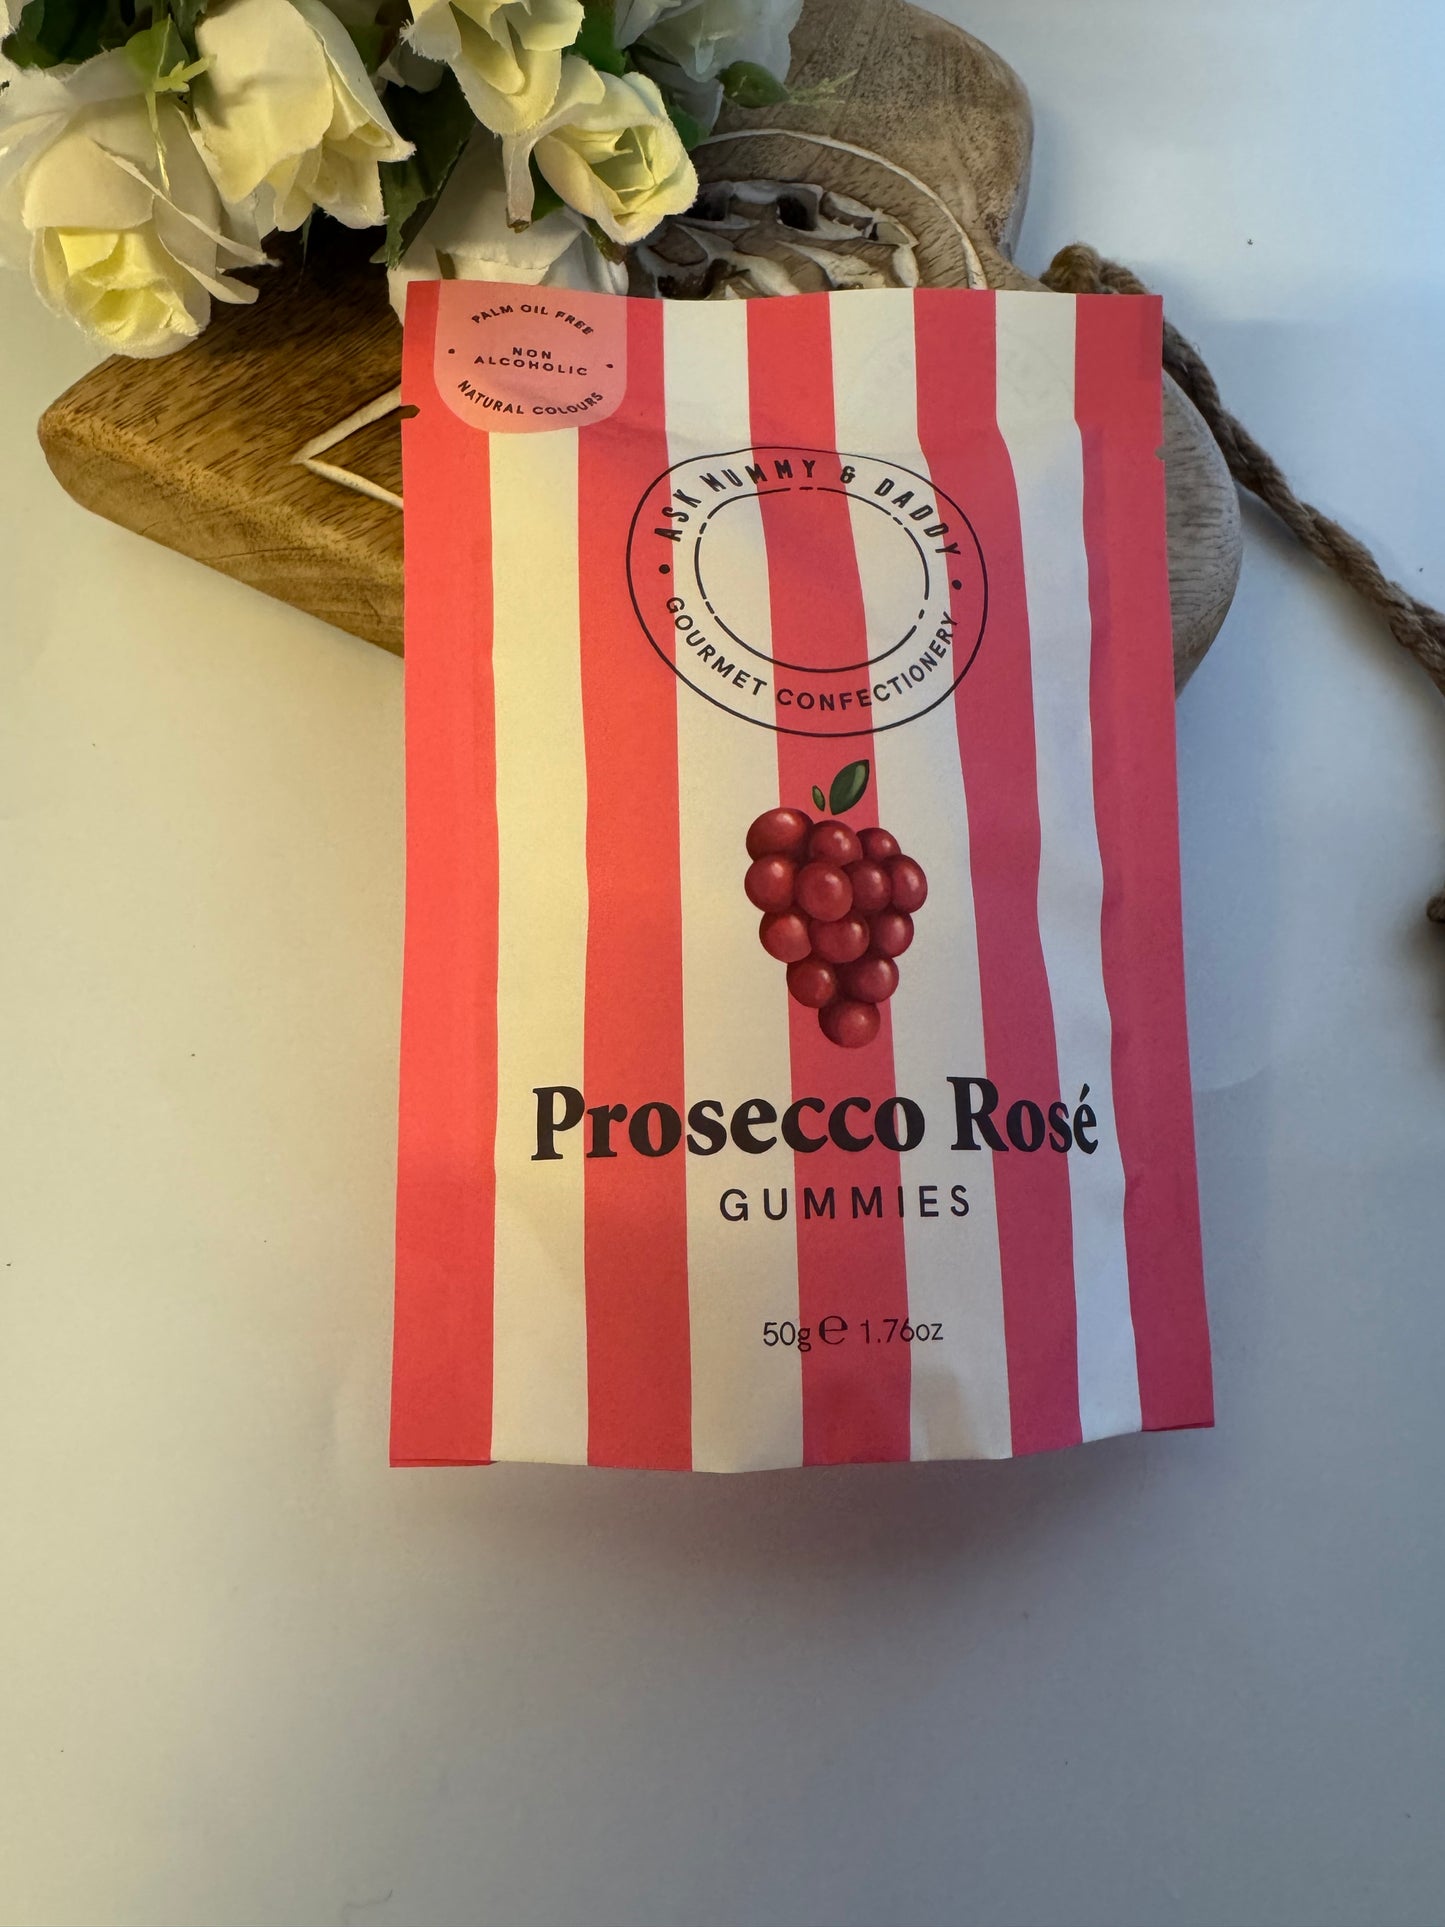 PALM OIL FREE
NON
ALCOHOLIC
NATURAL COLOURS
ASK MUMMY & DADDY
GOURMET CONFECTIONERY
Prosecco Rosé
GUMMIES
50g e 1.76oz